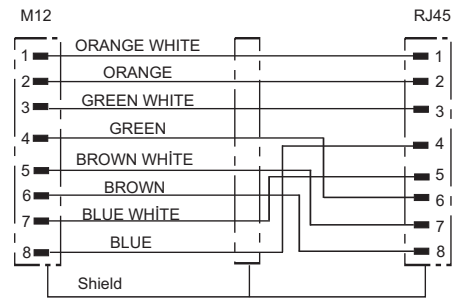 M12 RJ45
1 ORANGE WHITE 1
2 ORANGE 2
3 GREEN WHITE 3
4 GREEN 4
5 BROWN WHİTE 5
6 BROWN 6
7 BLUE WHİTE 7
8 BLUE 8
Shield